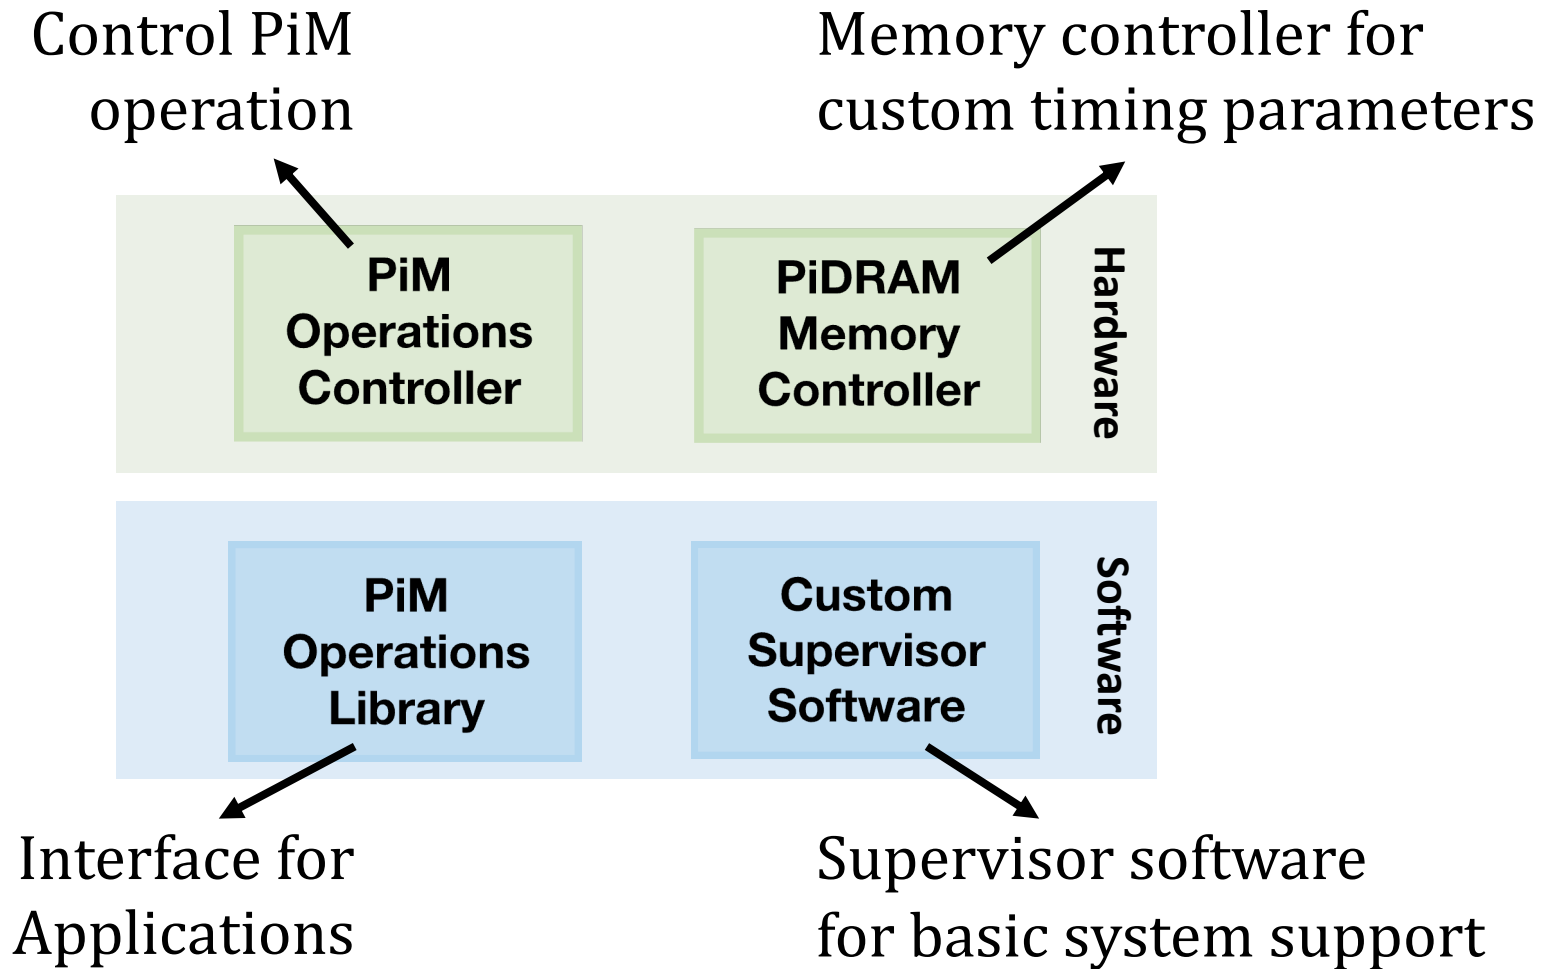 Control PiM
operation
Memory controller for
custom timing parameters
PiM
Operations
Controller
PiDRAM
Memory
Controller
Hardware
PiM
Operations
Library
Custom
Supervisor
Software
Software
Interface for
Applications
Supervisor software
for basic system support